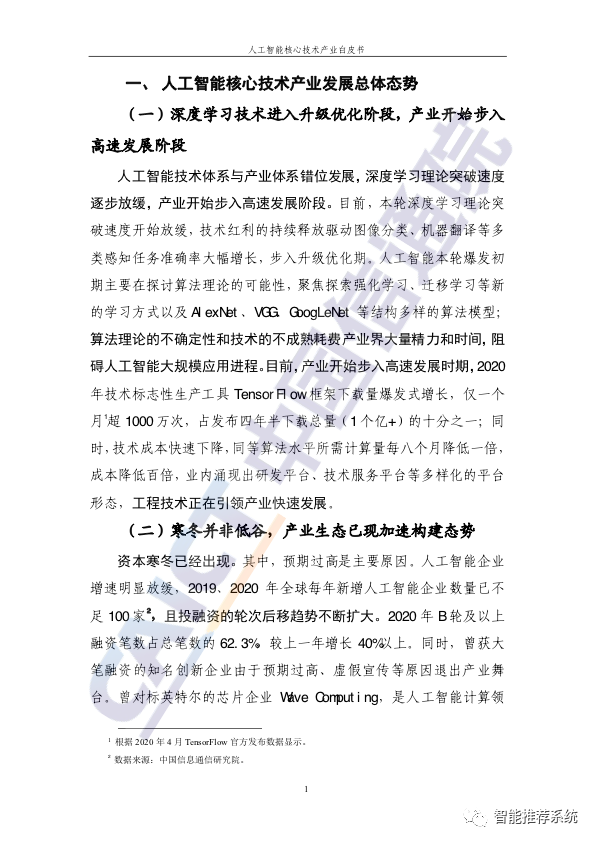 人工智能核心技术产业白皮书
一、 人工智能核心技术产业发展总体态势
（一）深度学习技术进入升级优化阶段，产业开始步入
高速发展阶段
人工智能技术体系与产业体系错位发展，深度学习理论突破速度
逐步放缓，产业开始步入高速发展阶段。目前，本轮深度学习理论突
破速度开始放缓，技术红利的持续释放驱动图像分类、机器翻译等多
类感知任务准确率大幅增长，步入升级优化期。人工智能本轮爆发初
期主要在探讨算法理论的可能性，聚焦探索强化学习、迁移学习等新
的学习方式以及 AlexNet、VGG、GoogLeNet 等结构多样的算法模型；
算法理论的不确定性和技术的不成熟耗费产业界大量精力和时间，阻
碍人工智能大规模应用进程。目前，产业开始步入高速发展时期，2020
年技术标志性生产工具 TensorFlow 框架下载量爆发式增长，仅一个
月¹超 1000 万次，占发布四年半下载总量（1 个亿+）的十分之一；同
时，技术成本快速下降，同等算法水平所需计算量每八个月降低一倍，
成本降低百倍，业内涌现出研发平台、技术服务平台等多样化的平台
形态，工程技术正在引领产业快速发展。
（二）寒冬并非低谷，产业生态已现加速构建态势
资本寒冬已经出现。其中，预期过高是主要原因。人工智能企业
增速明显放缓，2019、2020 年全球每年新增人工智能企业数量已不
足 100 家²，且投融资的轮次后移趋势不断扩大。2020 年 B 轮及以上
融资笔数占总笔数的 62.3%，较上一年增长 40%以上。同时，曾获大
笔融资的知名创新企业由于预期过高、虚假宣传等原因退出产业舞
台。曾对标英特尔的芯片企业 Wave Computing，是人工智能计算领
¹ 根据 2020 年 4 月 TensorFlow 官方发布数据显示。
² 数据来源：中国信息通信研究院。
1
CAICT 中国信通院
智能推荐系统